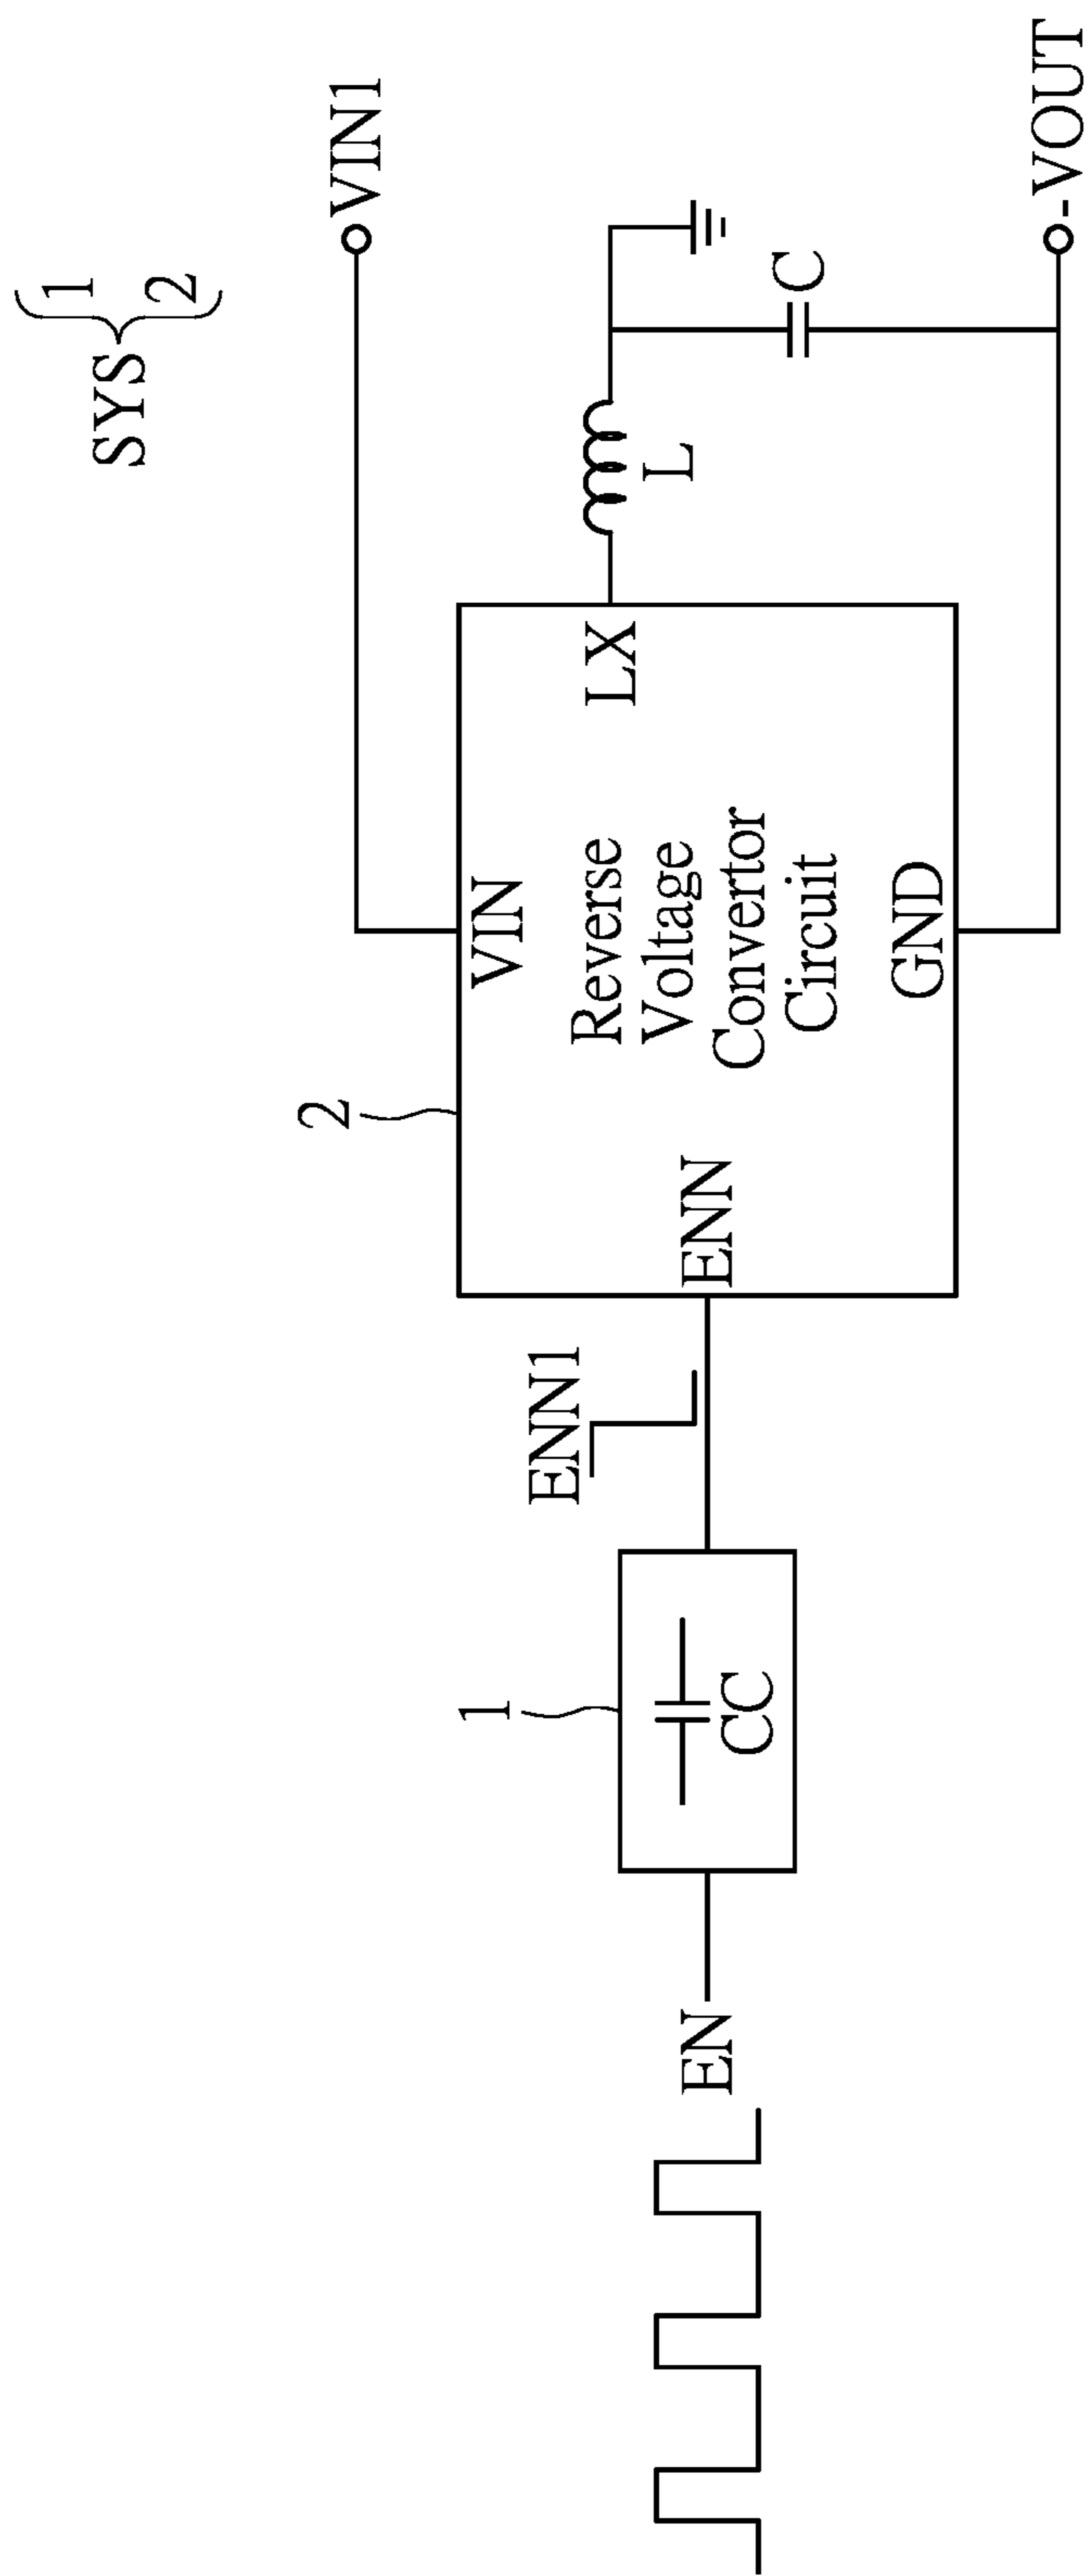 SYS { 1
2
VIN1
2
VIN
ENN1
ENN
LX
L
C
Reverse
Voltage
Convertor
Circuit
1
CC
EN
GND
-VOUT